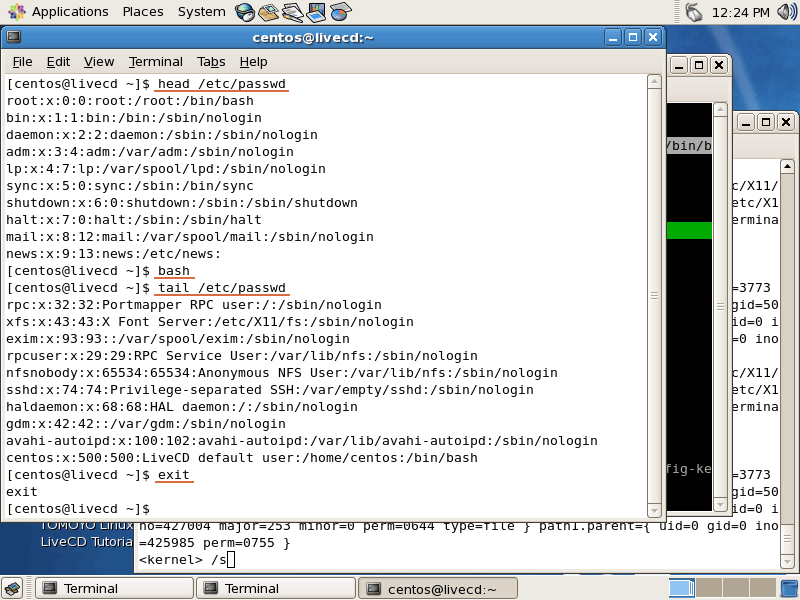 Applications Places System 12:24 PM
centos@livecd:~
File Edit View Terminal Tabs Help
[centos@livecd ~]$ head /etc/passwd
root:x:0:0:root:/root:/bin/bash
bin:x:1:1:bin:/bin:/sbin/nologin
daemon:x:2:2:daemon:/sbin:/sbin/nologin
adm:x:3:4:adm:/var/adm:/sbin/nologin
lp:x:4:7:lp:/var/spool/lpd:/sbin/nologin
sync:x:5:0:sync:/sbin:/bin/sync
shutdown:x:6:0:shutdown:/sbin:/sbin/shutdown
halt:x:7:0:halt:/sbin:/sbin/halt
mail:x:8:12:mail:/var/spool/mail:/sbin/nologin
news:x:9:13:news:/etc/news:
[centos@livecd ~]$ bash
[centos@livecd ~]$ tail /etc/passwd
rpc:x:32:32:Portmapper RPC user:/:/sbin/nologin
xfs:x:43:43:X Font Server:/etc/X11/fs:/sbin/nologin
exim:x:93:93::/var/spool/exim:/sbin/nologin
rpcuser:x:29:29:RPC Service User:/var/lib/nfs:/sbin/nologin
nfsnobody:x:65534:65534:Anonymous NFS User:/var/lib/nfs:/sbin/nologin
sshd:x:74:74:Privilege-separated SSH:/var/empty/sshd:/sbin/nologin
haldaemon:x:68:68:HAL daemon:/:/sbin/nologin
gdm:x:42:42::/var/gdm:/sbin/nologin
avahi-autoipd:x:100:102:avahi-autoipd:/var/lib/avahi-autoipd:/sbin/nologin
centos:x:500:500:LiveCD default user:/home/centos:/bin/bash
[centos@livecd ~]$ exit
exit
[centos@livecd ~]$
/bin/b
fig-ke
c/X11/
etc/X1
ermina
=3773
gid=50
id=0 i
=0 ino
c/X11/
etc/X1
ermina
=3773
gid=50
id=0 i
TOMOYO Linux
LiveCD Tutoria
no=427004 major=253 minor=0 perm=0644 type=file } path1.parent={ uid=0 gid=0 ino
=425985 perm=0755 }
<kernel> /s
Terminal
Terminal
centos@livecd:~